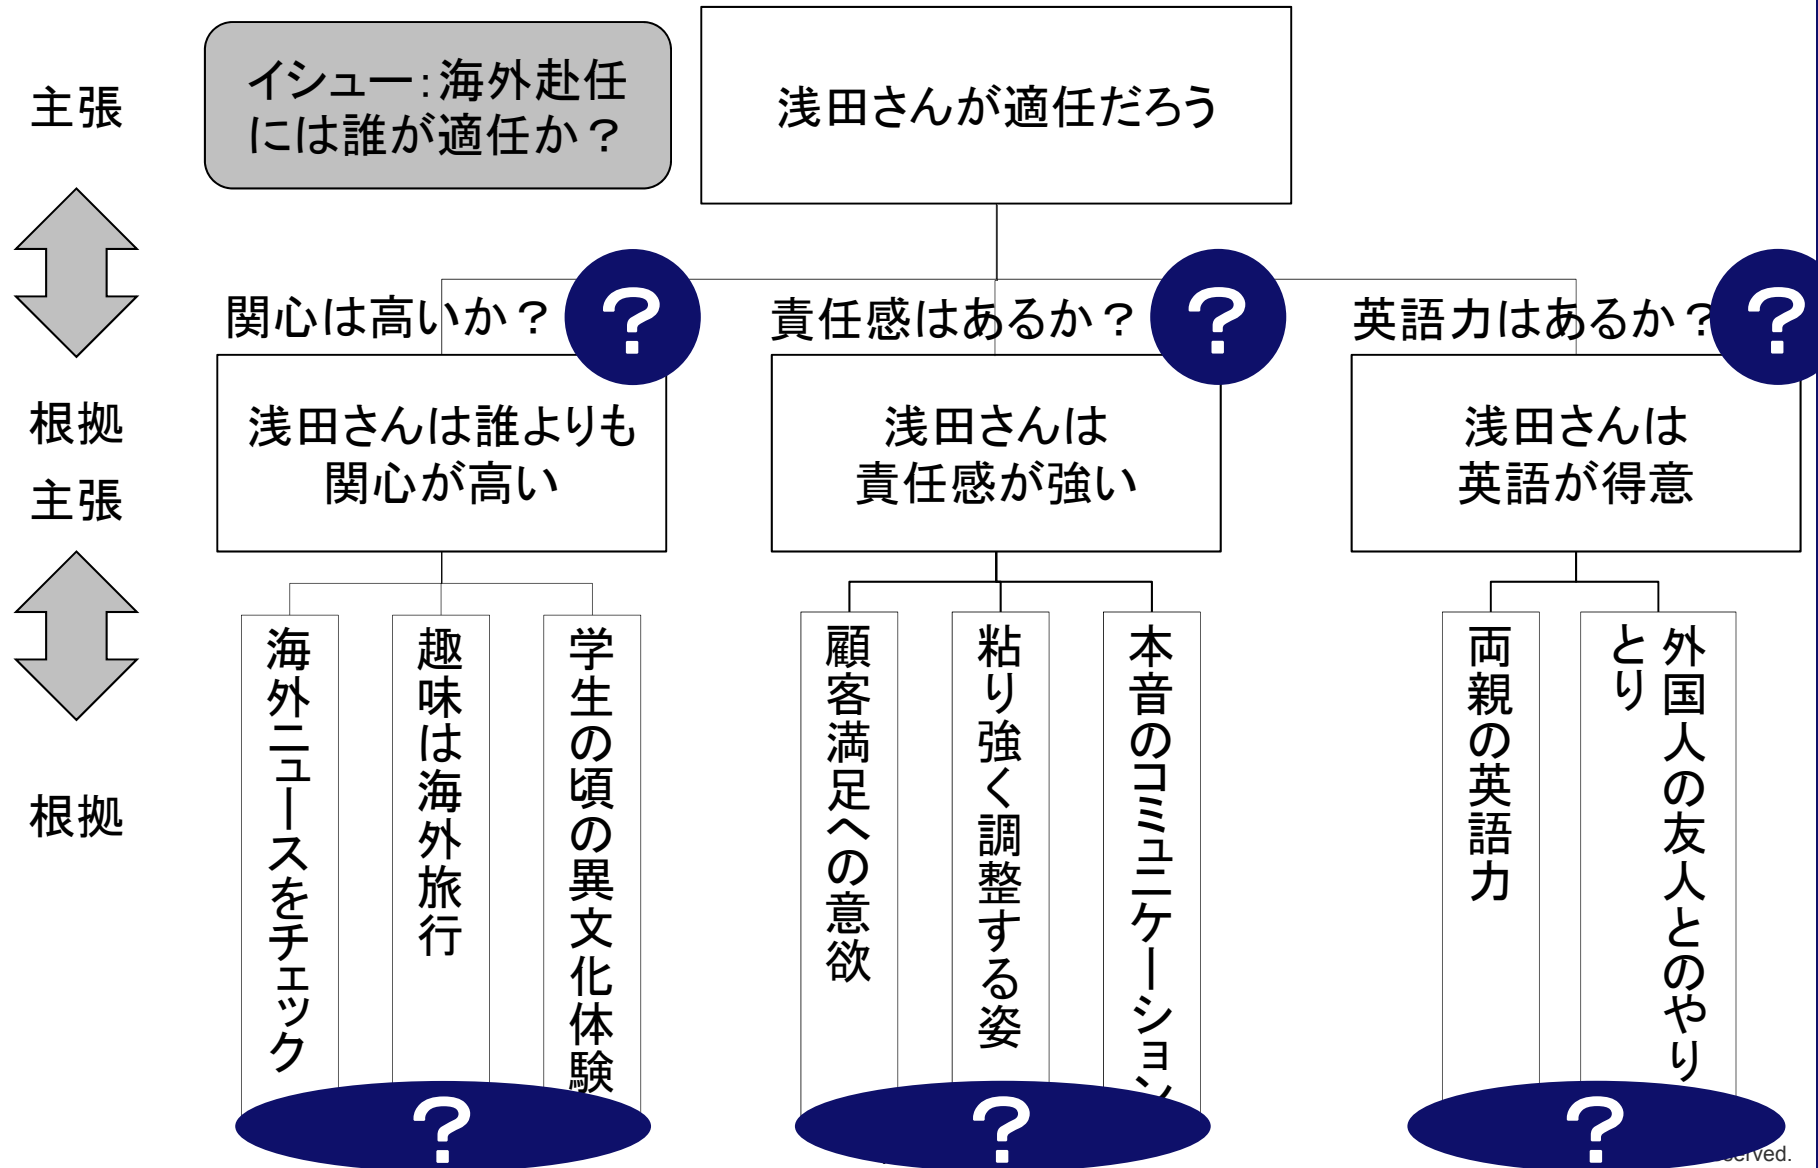 主張
イシュー：海外赴任
には誰が適任か？
浅田さんが適任だろう
関心は高いか？
？
責任感はあるか？
？
英語力はあるか？
？
根拠
主張
浅田さんは誰よりも
関心が高い
浅田さんは
責任感が強い
浅田さんは
英語が得意
根拠
海外ニュースをチェック
趣味は海外旅行
学生の頃の異文化体験
顧客満足への意欲
粘り強く調整する姿
本音のコミュニケーション
両親の英語力
外国人の友人とのやり
とり
？
？
？